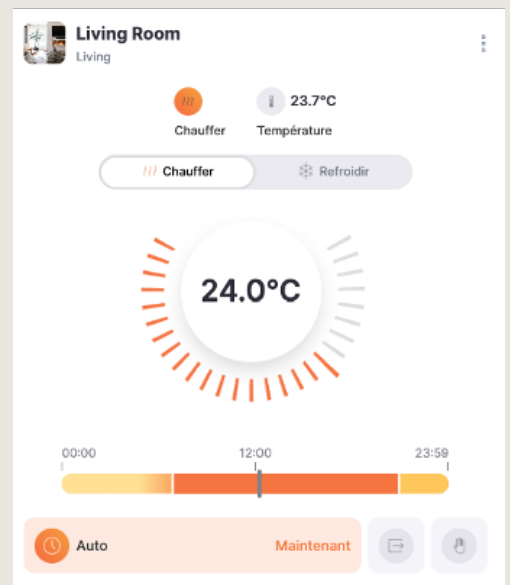 Living Room
Living
23.7°C
Chauffer Température
Chauffer Refroidir
24.0°C
00:00 12:00 23:59
Auto Maintenant